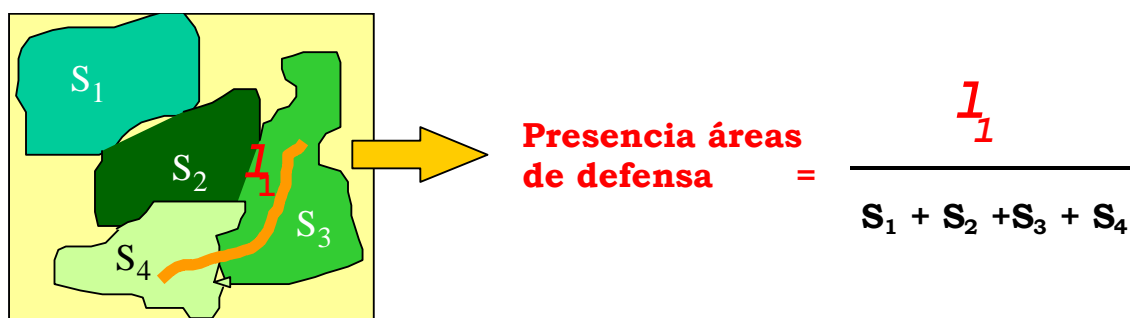 S₁
S₂
l₁
S₃
S₄
Presencia áreas
de defensa =
l₁
S₁ + S₂ +S₃ + S₄